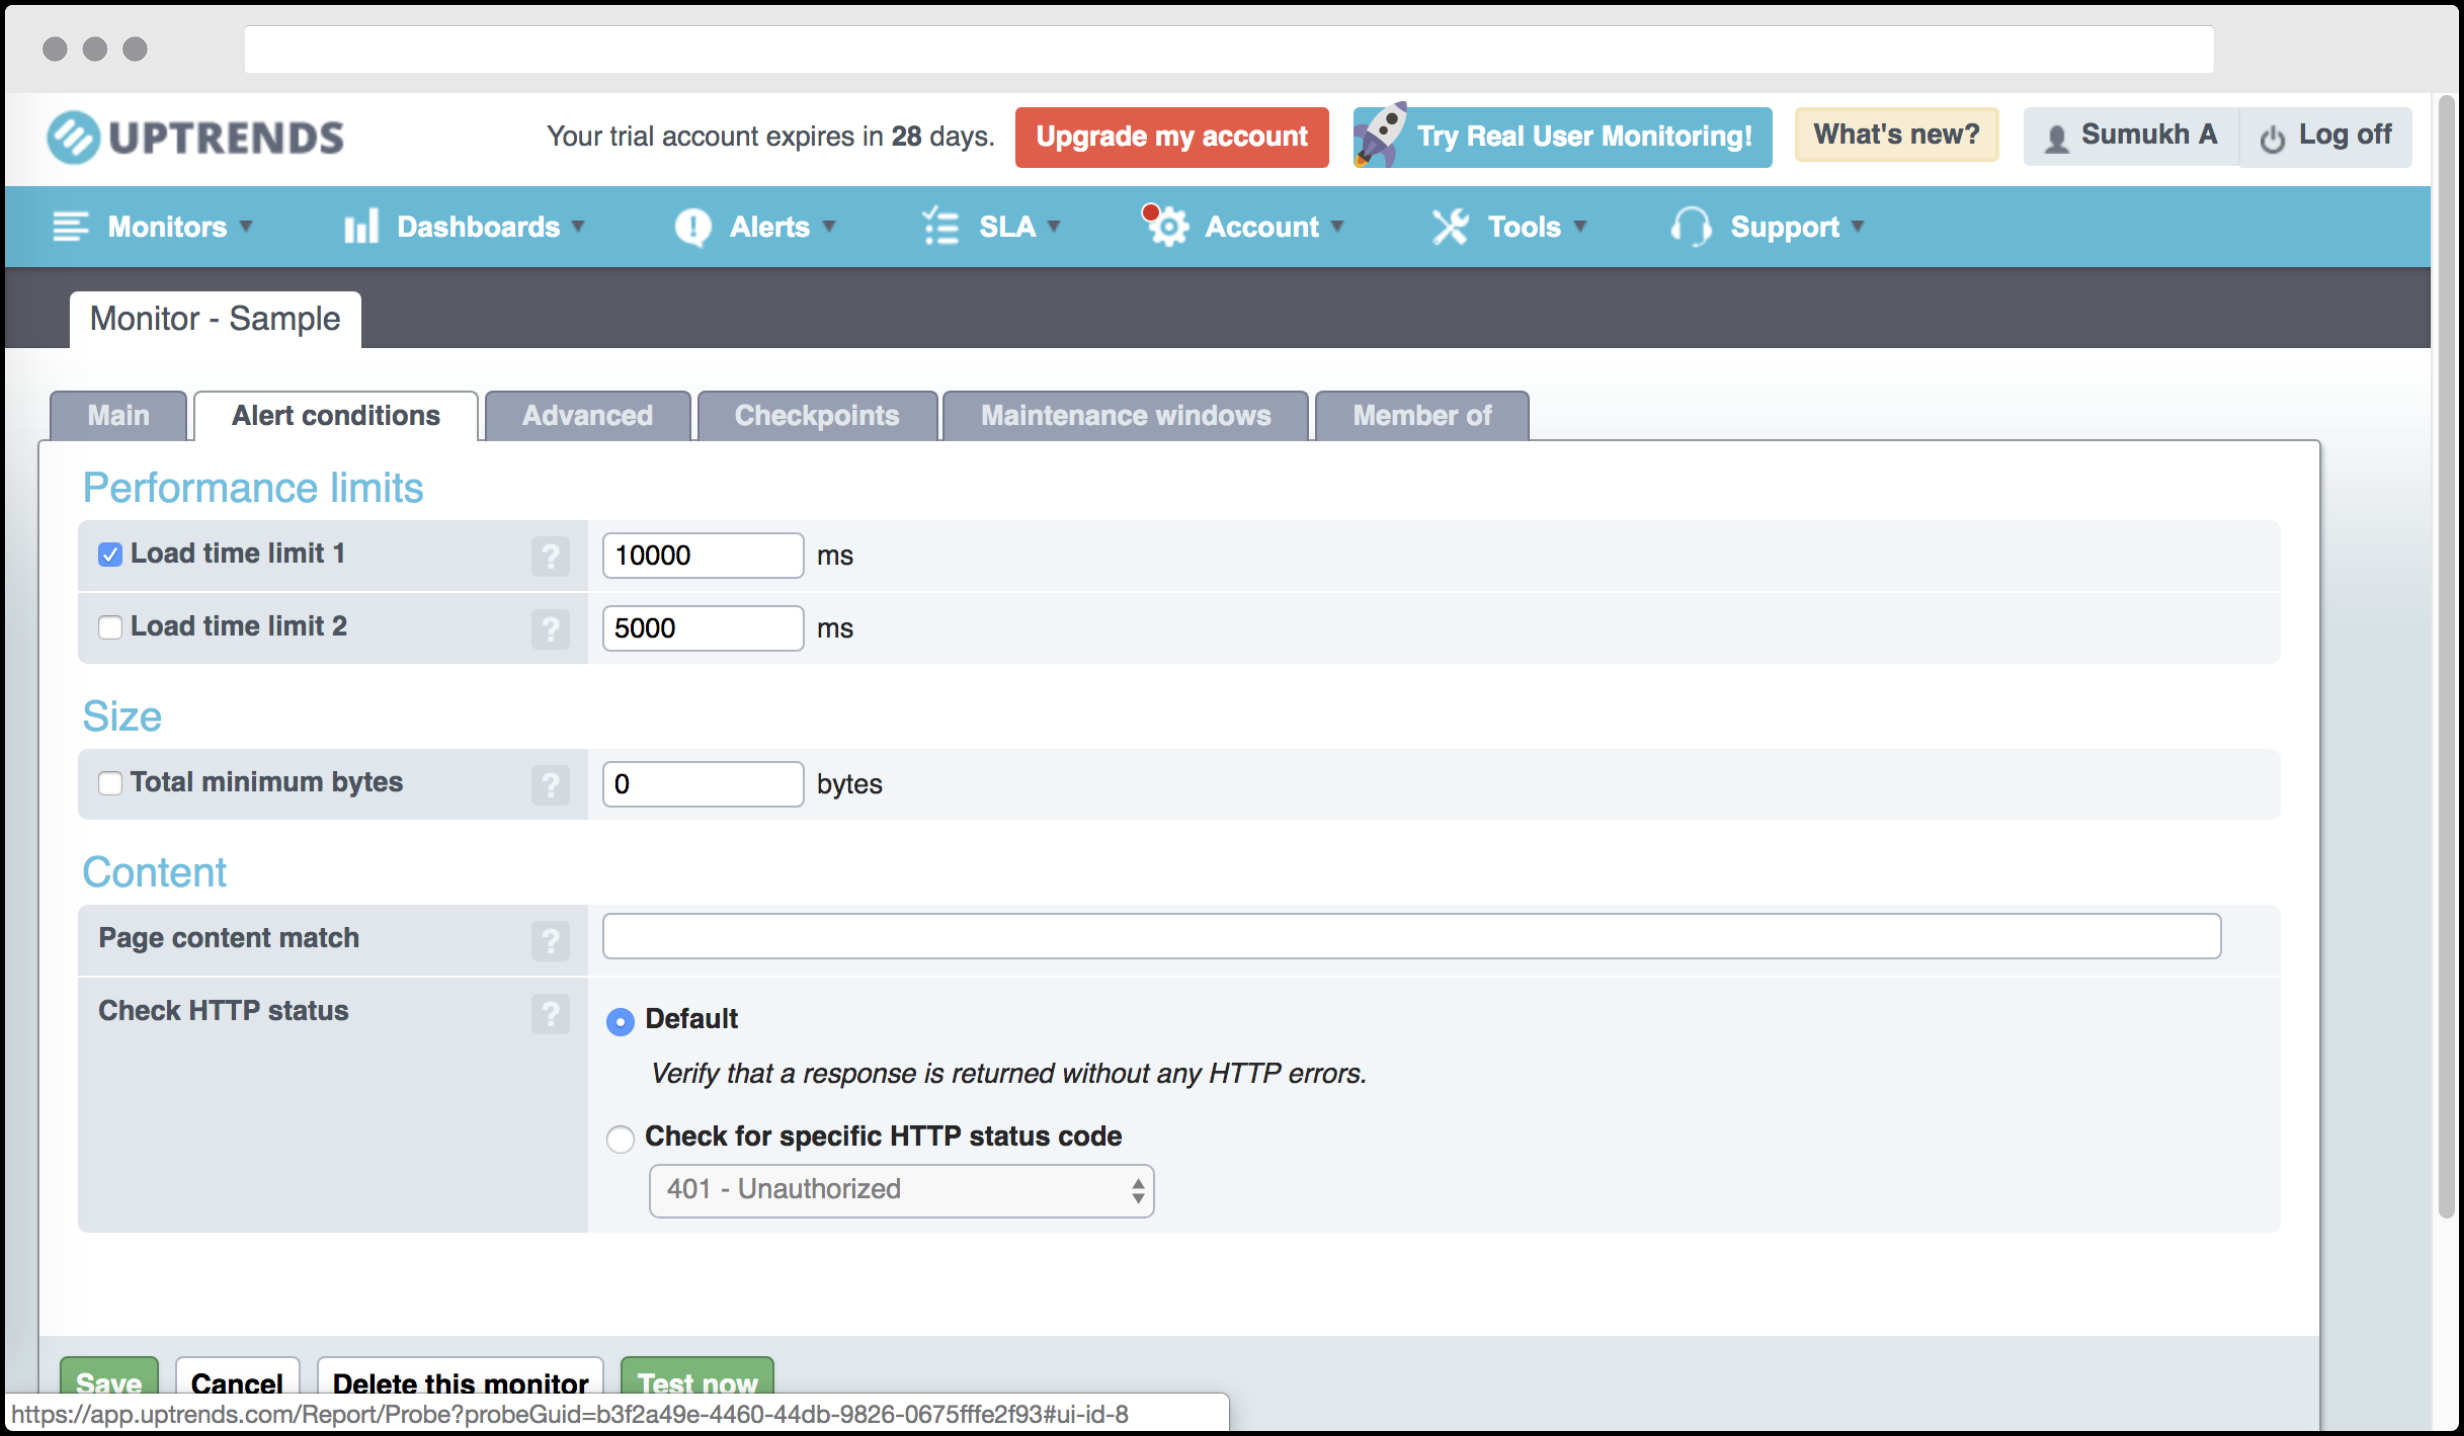 UPTRENDS
Your trial account expires in 28 days.
Upgrade my account
Try Real User Monitoring!
What's new?
Sumukh A
Log off
Monitors
Dashboards
Alerts
SLA
Account
Tools
Support
Monitor - Sample
Main
Alert conditions
Advanced
Checkpoints
Maintenance windows
Member of
Performance limits
Load time limit 1
?
10000
ms
Load time limit 2
?
5000
ms
Size
Total minimum bytes
?
0
bytes
Content
Page content match
?
Check HTTP status
?
Default
Verify that a response is returned without any HTTP errors.
Check for specific HTTP status code
401 - Unauthorized
Save
Cancel
Delete this monitor
Test now
https://app.uptrends.com/Report/Probe?probeGuid=b3f2a49e-4460-44db-9826-0675fffe2f93#ui-id-8